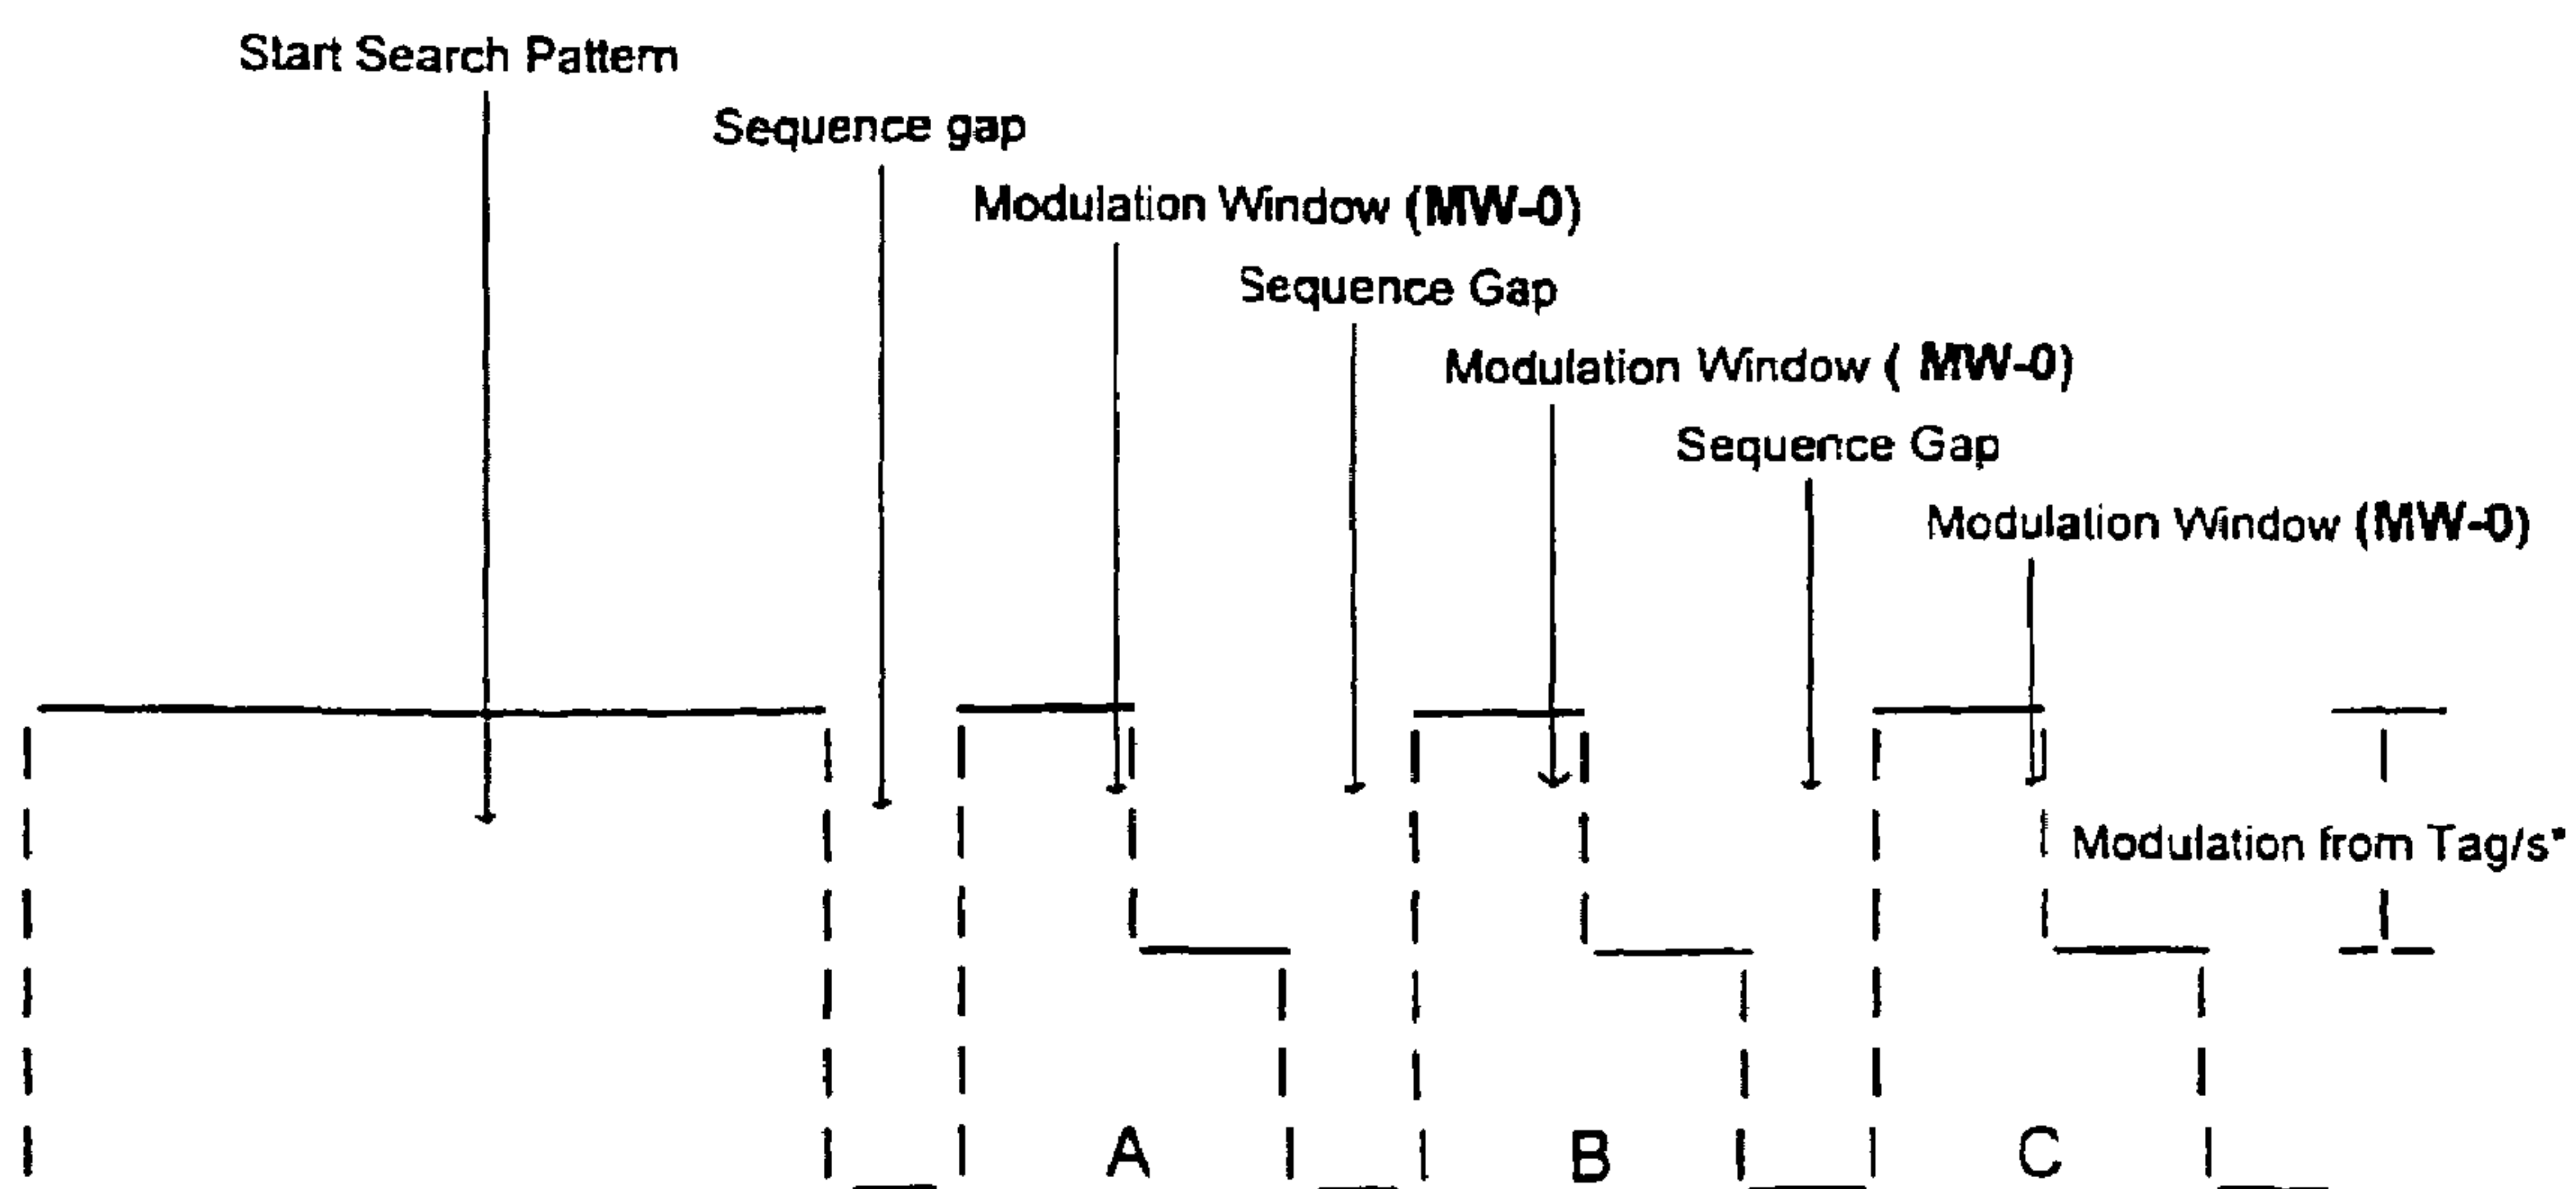 Start Search Pattern
Sequence gap
Modulation Window (MW-0)
Sequence Gap
Modulation Window ( MW-0)
Sequence Gap
Modulation Window (MW-0)
Modulation from Tag/s*
A
B
C